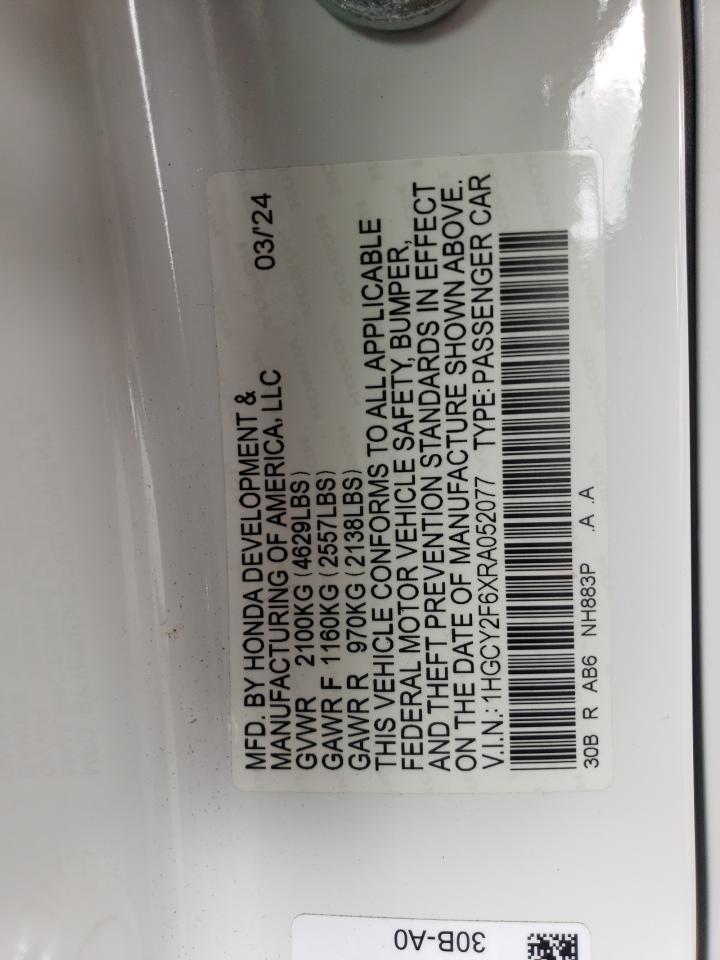 MFD. BY HONDA DEVELOPMENT &
MANUFACTURING OF AMERICA, LLC 03/'24
GVWR 2100KG (4629LBS)
GAWR F 1160KG (2557LBS)
GAWR R 970KG (2138LBS)
THIS VEHICLE CONFORMS TO ALL APPLICABLE
FEDERAL MOTOR VEHICLE SAFETY, BUMPER,
AND THEFT PREVENTION STANDARDS IN EFFECT
ON THE DATE OF MANUFACTURE SHOWN ABOVE.
V.I.N.: 1HGCY2F6XRA052077 TYPE: PASSENGER CAR
30B R AB6 NH883P .A .A
30B-A0